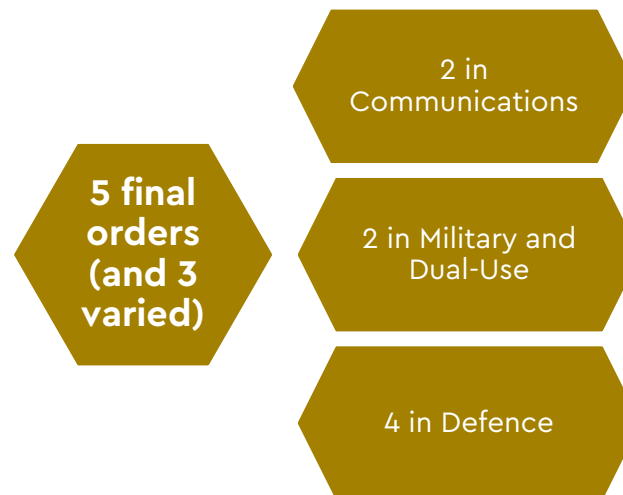 5 final
orders
(and 3
varied)
2 in
Communications
2 in Military and
Dual-Use
4 in Defence